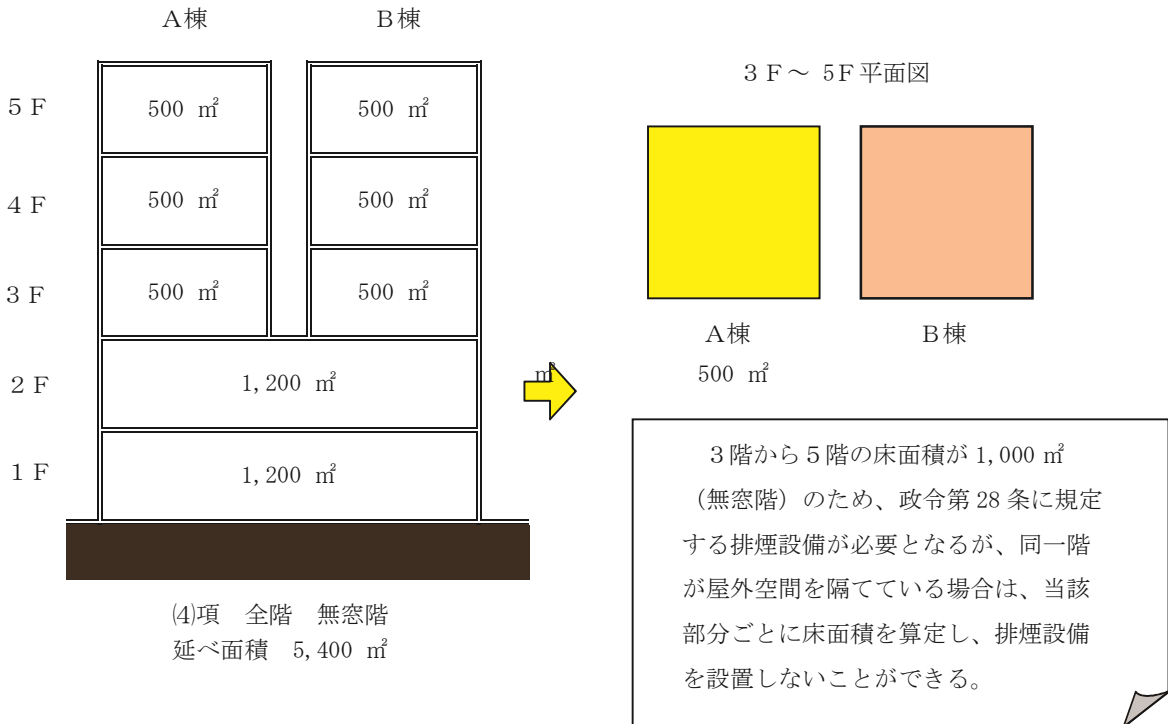 A棟 B棟
5F 500 ㎡ 500 ㎡
4F 500 ㎡ 500 ㎡
3F 500 ㎡ 500 ㎡
2F 1,200 ㎡
1F 1,200 ㎡
⑷項 全階 無窓階
延べ面積 5,400 ㎡
㎡
3F～5F平面図
A棟 B棟
500 ㎡
3階から5階の床面積が 1,000 ㎡
（無窓階）のため、政令第 28 条に規定
する排煙設備が必要となるが、同一階
が屋外空間を隔てている場合は、当該
部分ごとに床面積を算定し、排煙設備
を設置しないことができる。